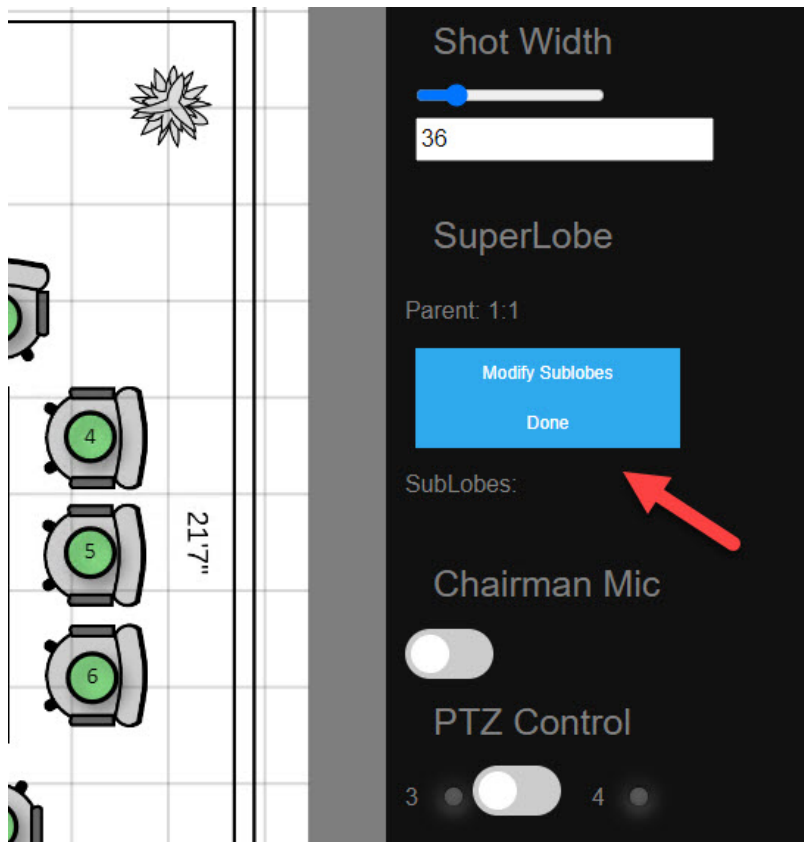 Shot Width
36
SuperLobe
Parent: 1:1
Modify Sublobes
Done
SubLobes:
Chairman Mic
PTZ Control
3 4
4
5
6
21'7"